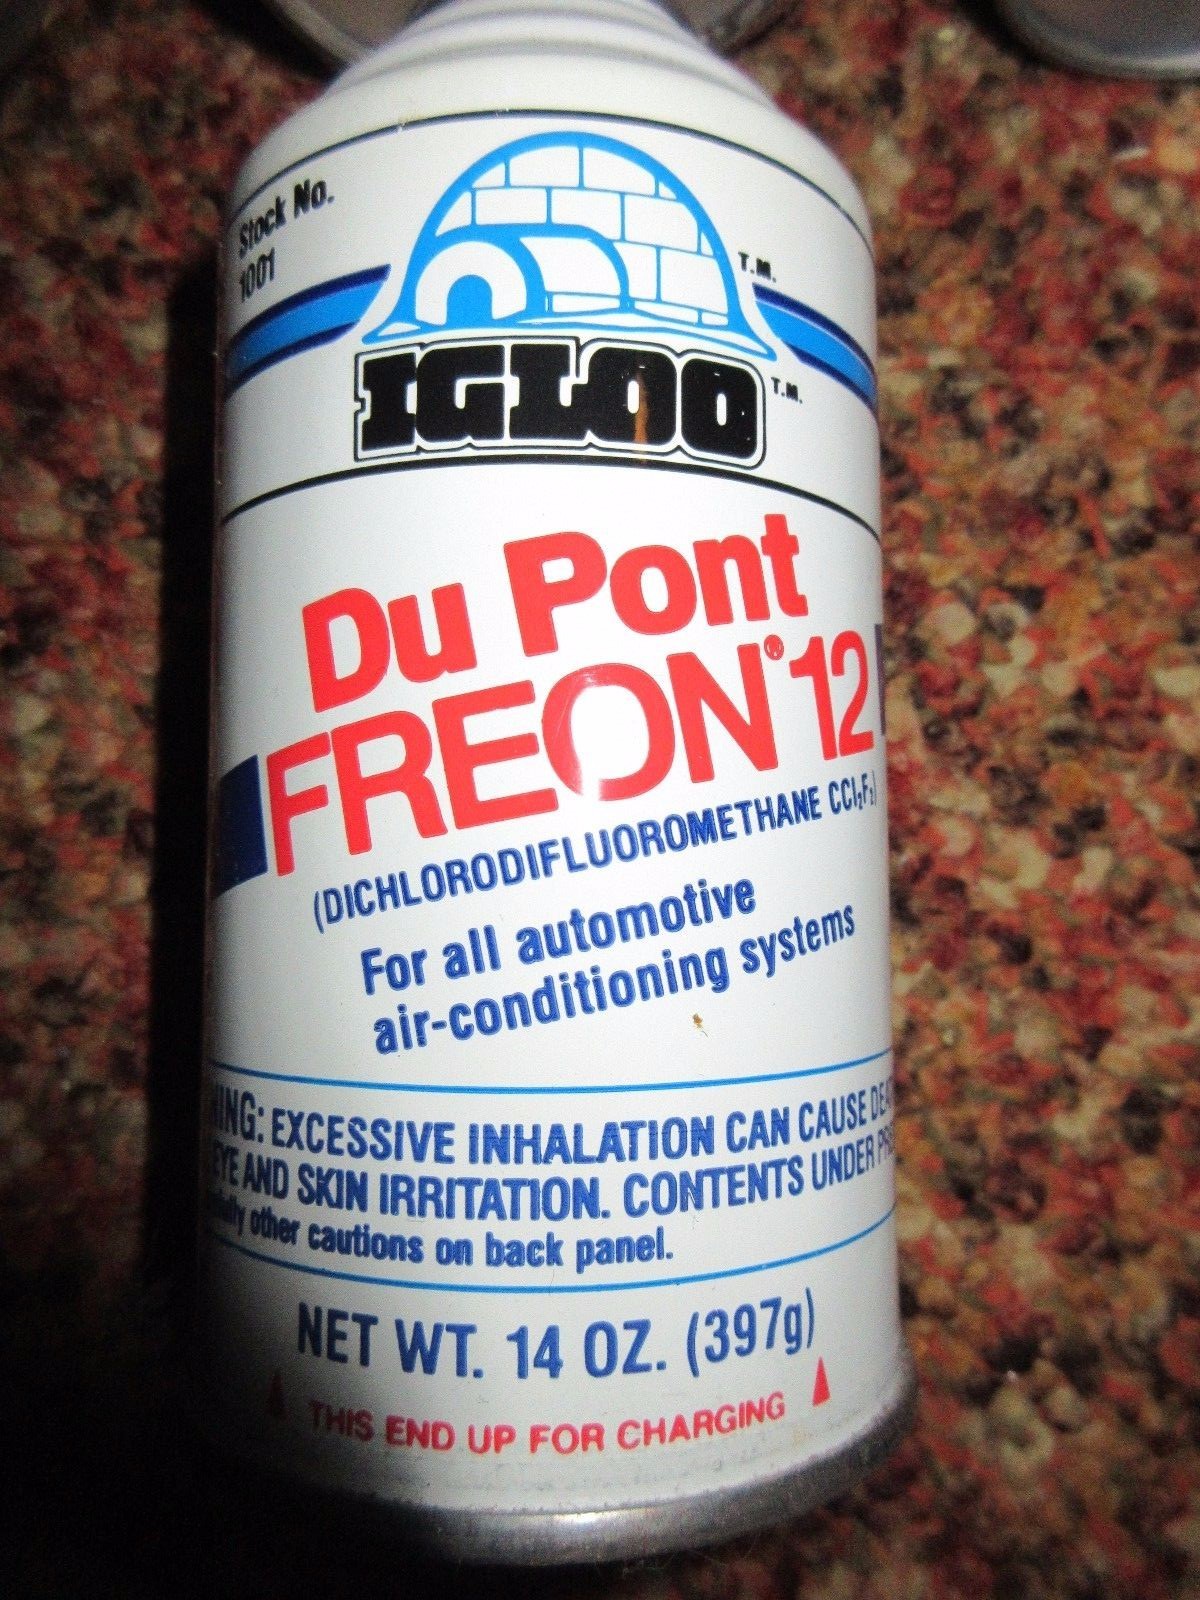 Stock No.
1001
T.M.
IGLOO T.M.
Du Pont
FREON® 12
(DICHLORODIFLUOROMETHANE CCl₂F₂)
For all automotive
air-conditioning systems
EXCESSIVE INHALATION CAN CAUSE
EYE AND SKIN IRRITATION. CONTENTS UNDER
other cautions on back panel.
NET WT. 14 OZ. (397g)
THIS END UP FOR CHARGING